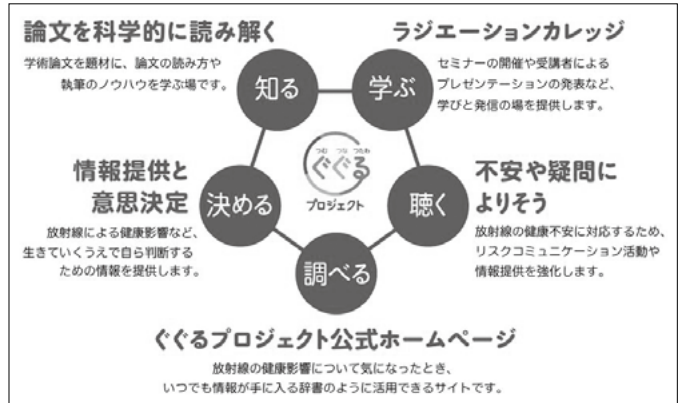 論文を科学的に読み解く
学術論文を題材に、論文の読み方や
執筆のノウハウを学ぶ場です。
知る
ラジエーションカレッジ
セミナーの開催や受講者による
プレゼンテーションの発表など、
学びと発信の場を提供します。
学ぶ
つむ つな つたわ
ぐぐる
プロジェクト
情報提供と
意思決定
放射線による健康影響など、
生きていくうえで自ら判断する
ための情報を提供します。
決める
不安や疑問に
よりそう
放射線の健康不安に対応するため、
リスクコミュニケーション活動や
情報提供を強化します。
聴く
調べる
ぐぐるプロジェクト公式ホームページ
放射線の健康影響について気になったとき、
いつでも情報が手に入る辞書のように活用できるサイトです。